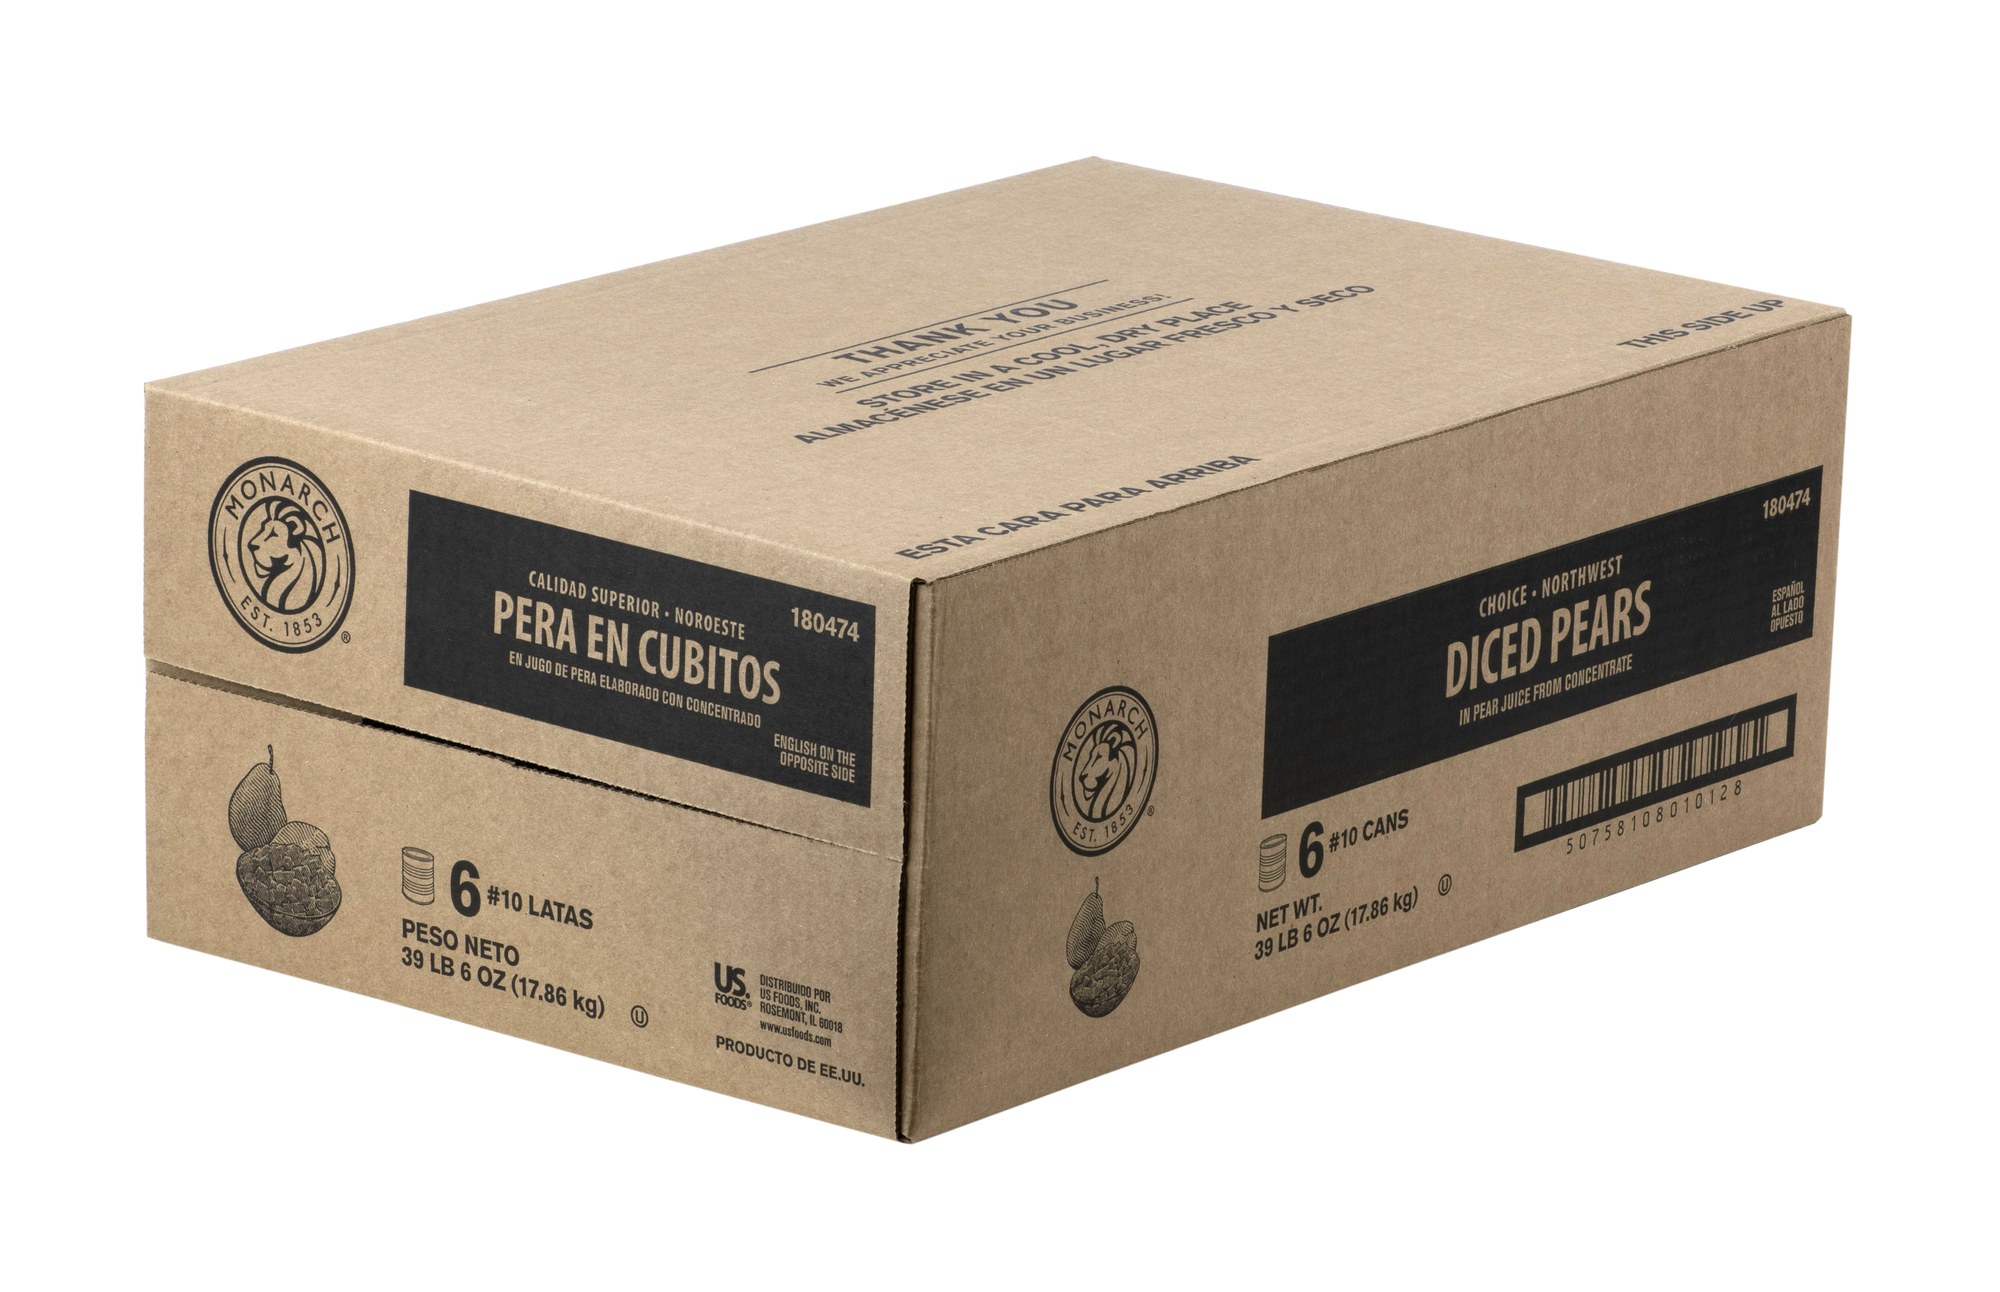 THANK YOU
WE APPRECIATE YOUR BUSINESS!
STORE IN A COOL, DRY PLACE
ALMACÉNESE EN UN LUGAR FRESCO Y SECO
THIS SIDE UP
ESTA CARA PARA ARRIBA
MONARCH
EST. 1853
®
CALIDAD SUPERIOR • NOROESTE
180474
PERA EN CUBITOS
EN JUGO DE PERA ELABORADO CON CONCENTRADO
ENGLISH ON THE
OPPOSITE SIDE
6 #10 LATAS
PESO NETO
39 LB 6 OZ (17.86 kg)
U
US.
FOODS®
DISTRIBUIDO POR
US FOODS, INC.
ROSEMONT, IL 60018
www.usfoods.com
PRODUCTO DE EE.UU.
180474
CHOICE • NORTHWEST
DICED PEARS
IN PEAR JUICE FROM CONCENTRATE
ESPAÑOL
AL LADO
OPUESTO
MONARCH
EST. 1853
®
6 #10 CANS
NET WT.
39 LB 6 OZ (17.86 kg)
U
50758108010128